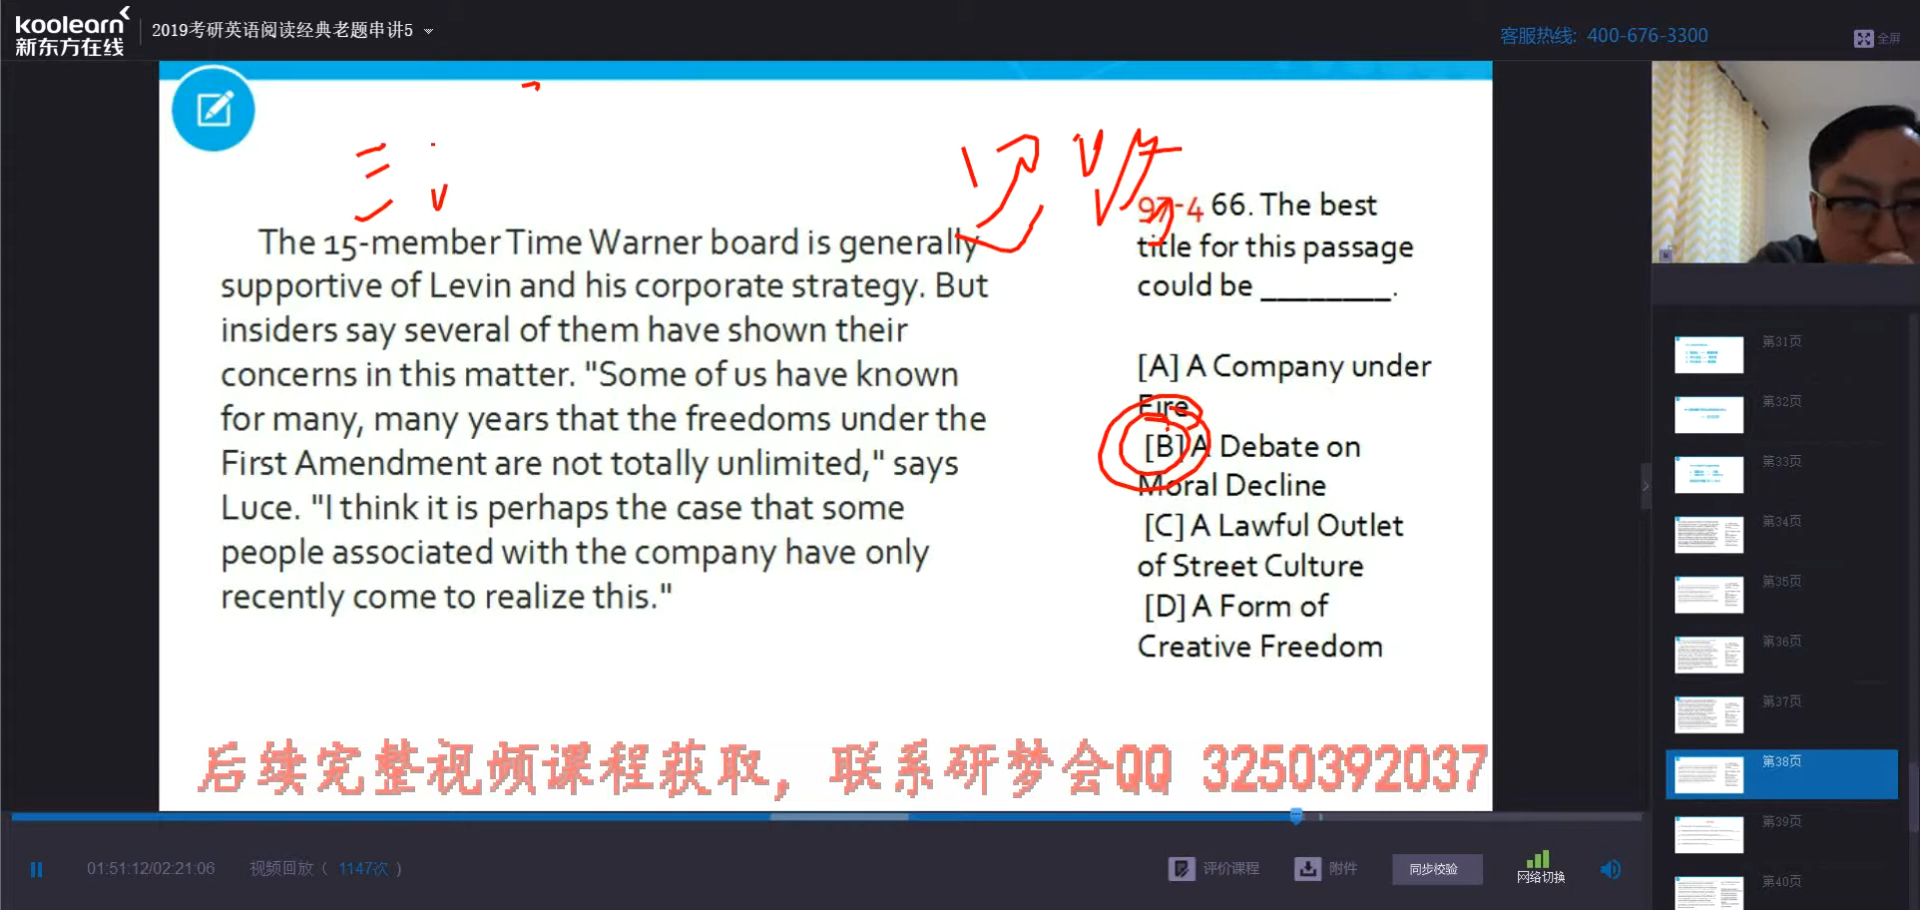 koolearn
新东方在线
2019考研英语阅读经典老题串讲5
客服热线: 400-676-3300
全屏
The 15-member Time Warner board is generally
supportive of Levin and his corporate strategy. But
insiders say several of them have shown their
concerns in this matter. "Some of us have known
for many, many years that the freedoms under the
First Amendment are not totally unlimited," says
Luce. "I think it is perhaps the case that some
people associated with the company have only
recently come to realize this."
97-4 66. The best
title for this passage
could be ________.
[A] A Company under
Fire
[B] A Debate on
Moral Decline
[C] A Lawful Outlet
of Street Culture
[D] A Form of
Creative Freedom
后续完整视频课程获取，联系研梦会QQ 3250392037
第31页
第32页
第33页
第34页
第35页
第36页
第37页
第38页
第39页
第40页
01:51:12/02:21:06
视频回放（ 1147次 ）
评价课程
附件
同步校验
网络切换